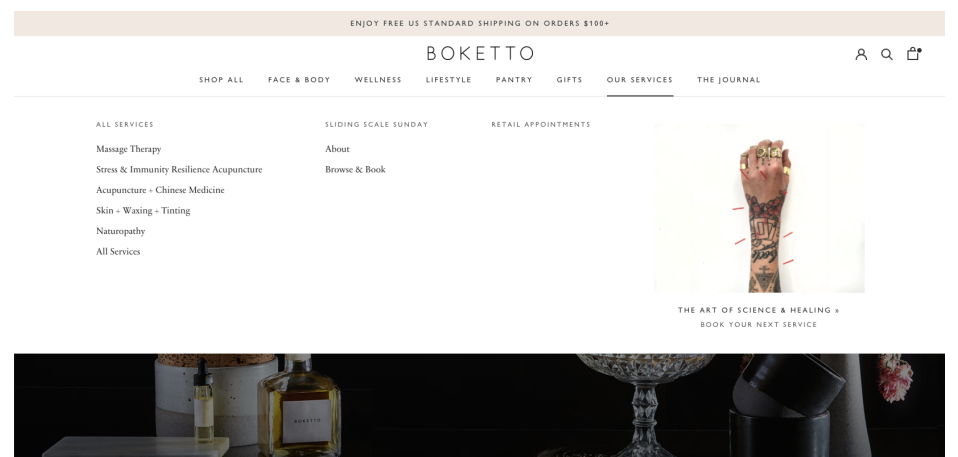 ENJOY FREE US STANDARD SHIPPING ON ORDERS $100+
BOKETTO
SHOP ALL FACE & BODY WELLNESS LIFESTYLE PANTRY GIFTS OUR SERVICES THE JOURNAL
ALL SERVICES
Massage Therapy
Stress & Immunity Resilience Acupuncture
Acupuncture + Chinese Medicine
Skin + Waxing + Tinting
Naturopathy
All Services
SLIDING SCALE SUNDAY
About
Browse & Book
RETAIL APPOINTMENTS
THE ART OF SCIENCE & HEALING »
BOOK YOUR NEXT SERVICE
BOKETTO